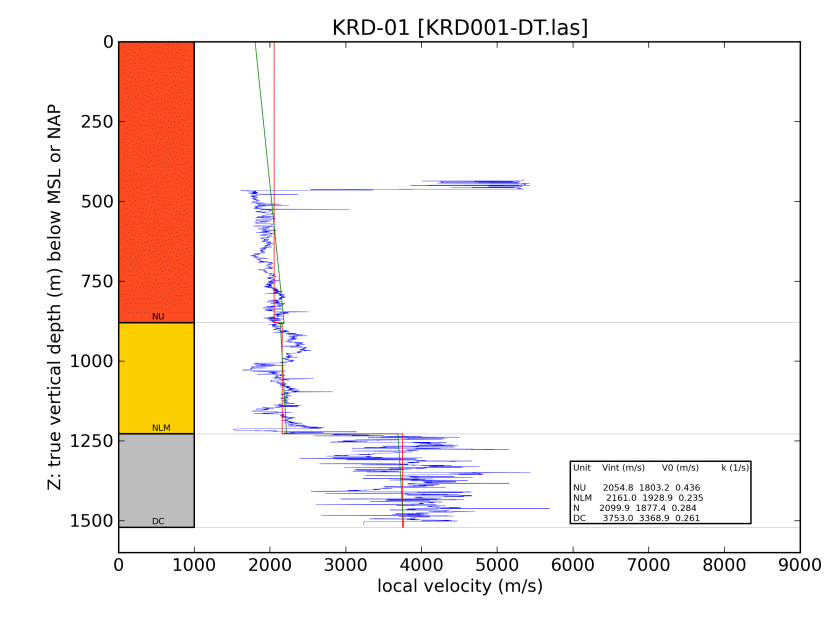 KRD-01 [KRD001-DT.las]
0
250
500
750
1000
1250
1500
Z: true vertical depth (m) below MSL or NAP
NU
NLM
DC
Unit Vint (m/s) V0 (m/s) k (1/s)
NU 2054.8 1803.2 0.436
NLM 2161.0 1928.9 0.235
N 2099.9 1877.4 0.284
DC 3753.0 3368.9 0.261
0 1000 2000 3000 4000 5000 6000 7000 8000 9000
local velocity (m/s)